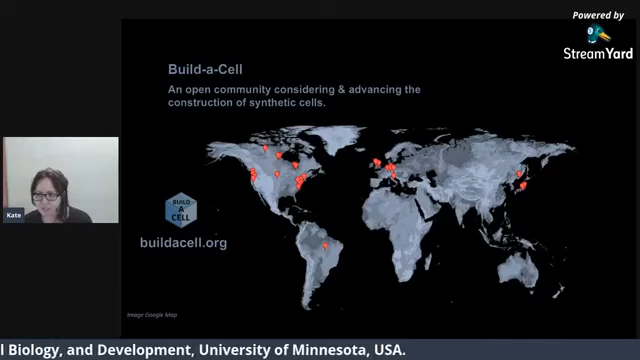 Powered by
StreamYard
Build-a-Cell
An open community considering & advancing the
construction of synthetic cells.
BUILD
A
CELL
buildacell.org
Kate
Image Google Map
l Biology, and Development, University of Minnesota, USA.